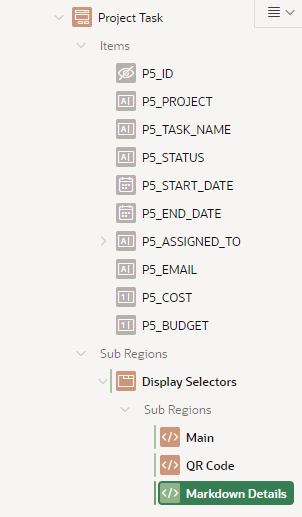 Project Task
Items
P5_ID
P5_PROJECT
P5_TASK_NAME
P5_STATUS
P5_START_DATE
P5_END_DATE
P5_ASSIGNED_TO
P5_EMAIL
P5_COST
P5_BUDGET
Sub Regions
Display Selectors
Sub Regions
Main
QR Code
Markdown Details